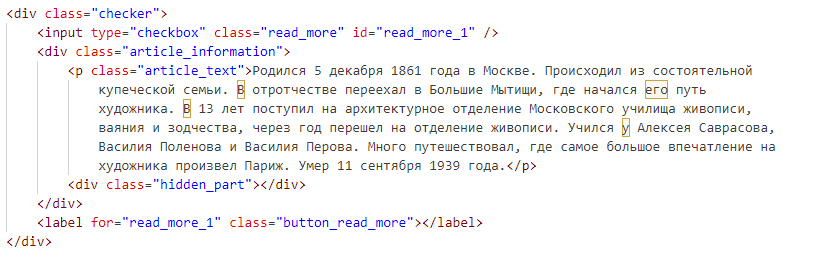 <div class="checker">
<input type="checkbox" class="read_more" id="read_more_1" />
<div class="article_information">
<p class="article_text">Родился 5 декабря 1861 года в Москве. Происходил из состоятельной
купеческой семьи. В отротчестве переехал в Большие Мытищи, где начался его путь
художника. В 13 лет поступил на архитектурное отделение Московского училища живописи,
ваяния и зодчества, через год перешел на отделение живописи. Учился у Алексея Саврасова,
Василия Поленова и Василия Перова. Много путешествовал, где самое большое впечатление на
художника произвел Париж. Умер 11 сентября 1939 года.</p>
<div class="hidden_part"></div>
</div>
<label for="read_more_1" class="button_read_more"></label>
</div>